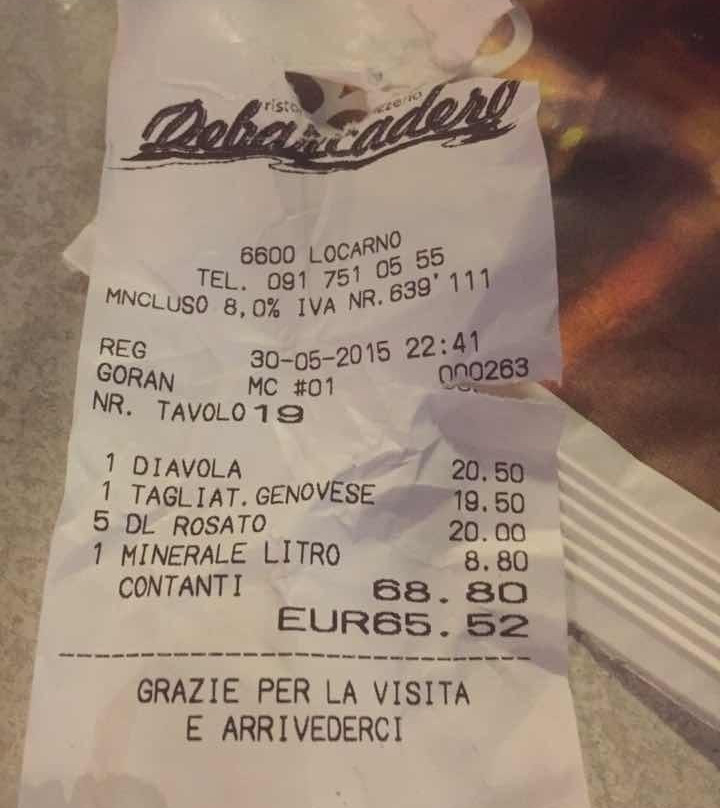 Debarcadero
6600 LOCARNO
TEL. 091 751 05 55
MNCLUSO 8,0% IVA NR. 639'111
REG 30-05-2015 22:41
GORAN MC #01 000263
NR. TAVOLO 19
1 DIAVOLA 20.50
1 TAGLIAT. GENOVESE 19.50
5 DL ROSATO 20.00
1 MINERALE LITRO 8.80
CONTANTI 68.80
EUR65.52
GRAZIE PER LA VISITA
E ARRIVEDERCI